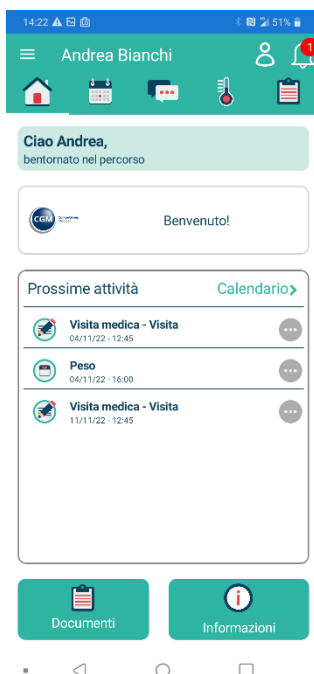 14:22
51%
Andrea Bianchi
1
Ciao Andrea,
bentornato nel percorso
CGM
Benvenuto!
Prossime attività
Calendario
Visita medica - Visita
04/11/22 - 12:45
Peso
04/11/22 - 16:00
Visita medica - Visita
11/11/22 - 12:45
Documenti
Informazioni